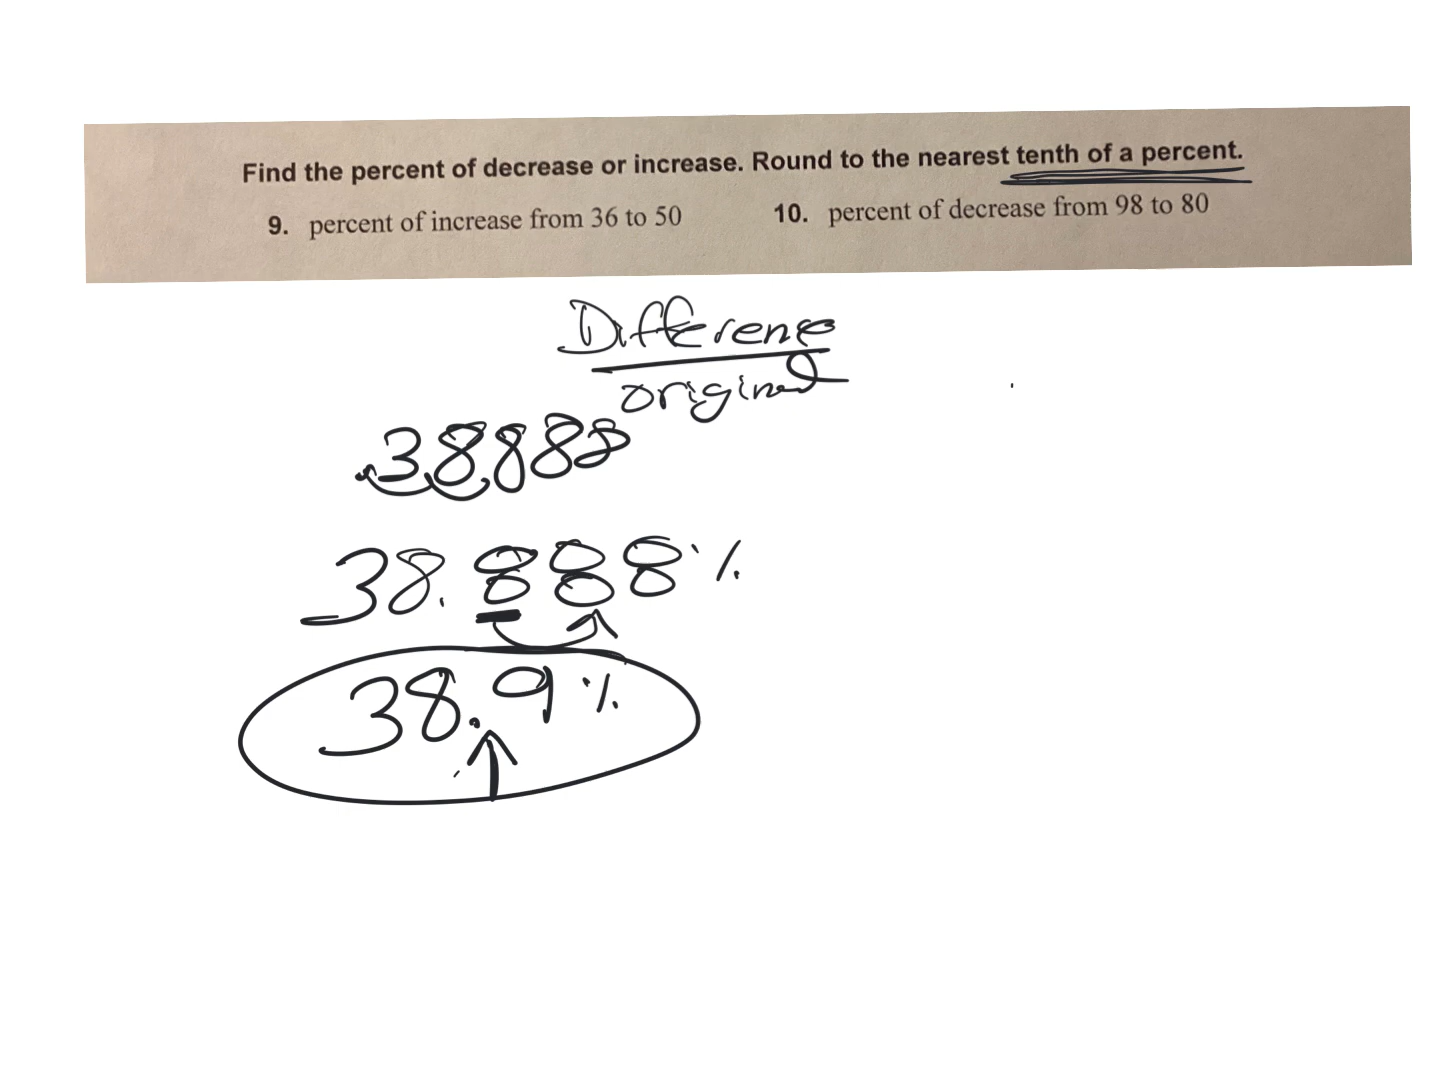 Find the percent of decrease or increase. Round to the nearest tenth of a percent.
9. percent of increase from 36 to 50
10. percent of decrease from 98 to 80
Difference
original
.38888
38.888%
38.9%